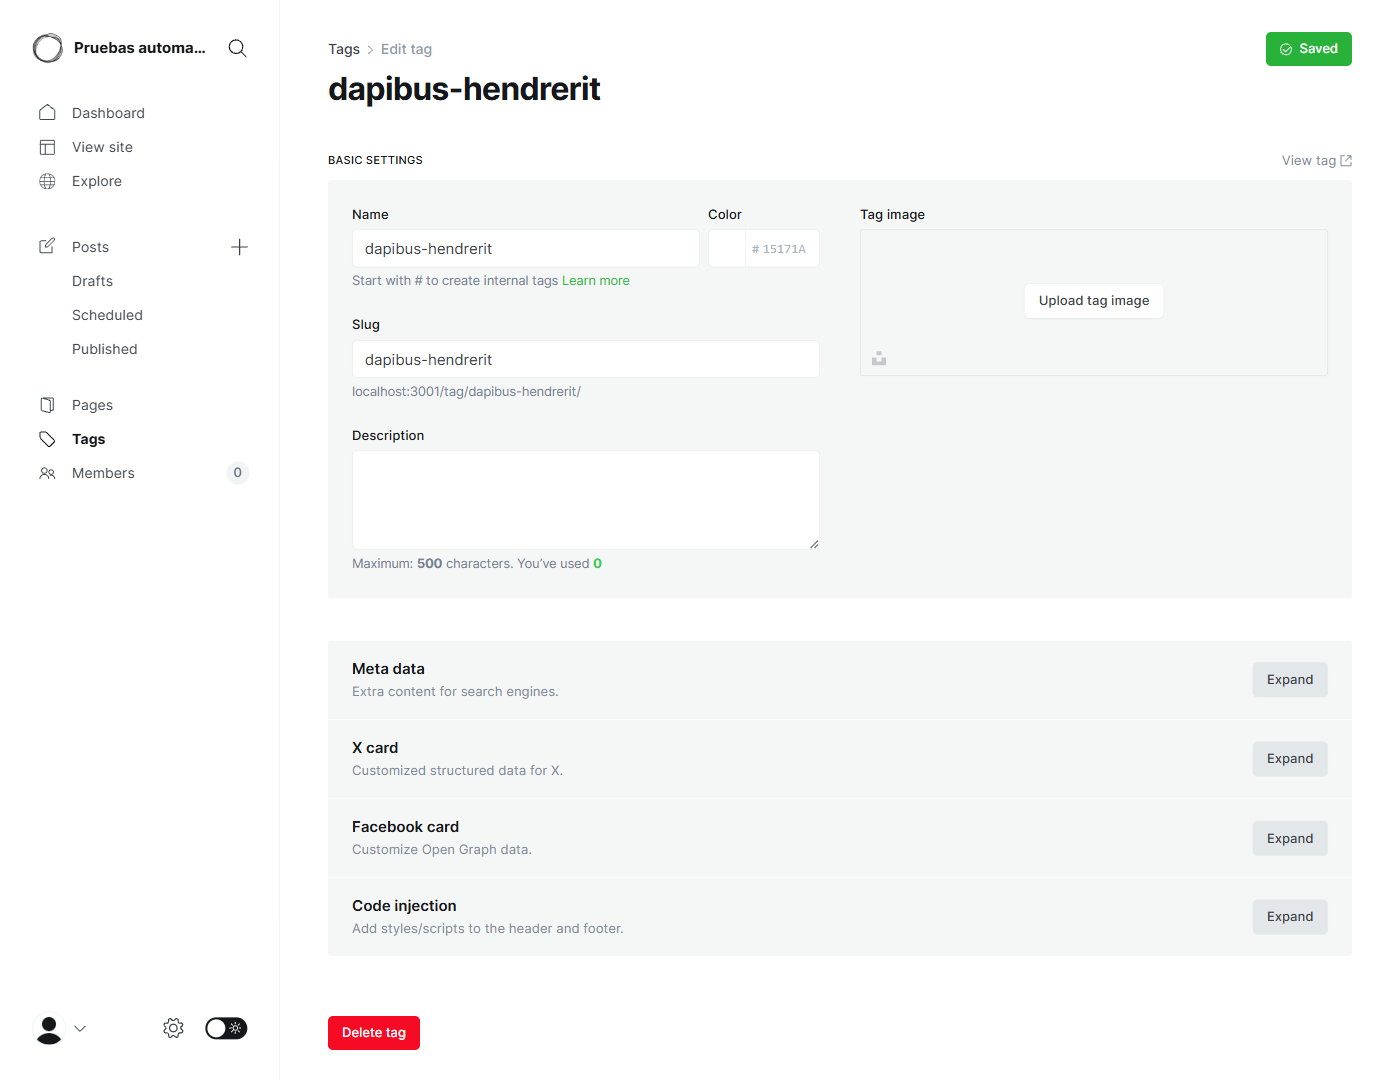 Pruebas automa...
Dashboard
View site
Explore
Posts
Drafts
Scheduled
Published
Pages
Tags
Members
0
Tags > Edit tag
Saved
dapibus-hendrerit
BASIC SETTINGS
View tag
Name
dapibus-hendrerit
Color
# 15171A
Start with # to create internal tags Learn more
Slug
dapibus-hendrerit
localhost:3001/tag/dapibus-hendrerit/
Description
Maximum: 500 characters. You’ve used 0
Tag image
Upload tag image
Meta data
Extra content for search engines.
Expand
X card
Customized structured data for X.
Expand
Facebook card
Customize Open Graph data.
Expand
Code injection
Add styles/scripts to the header and footer.
Expand
Delete tag